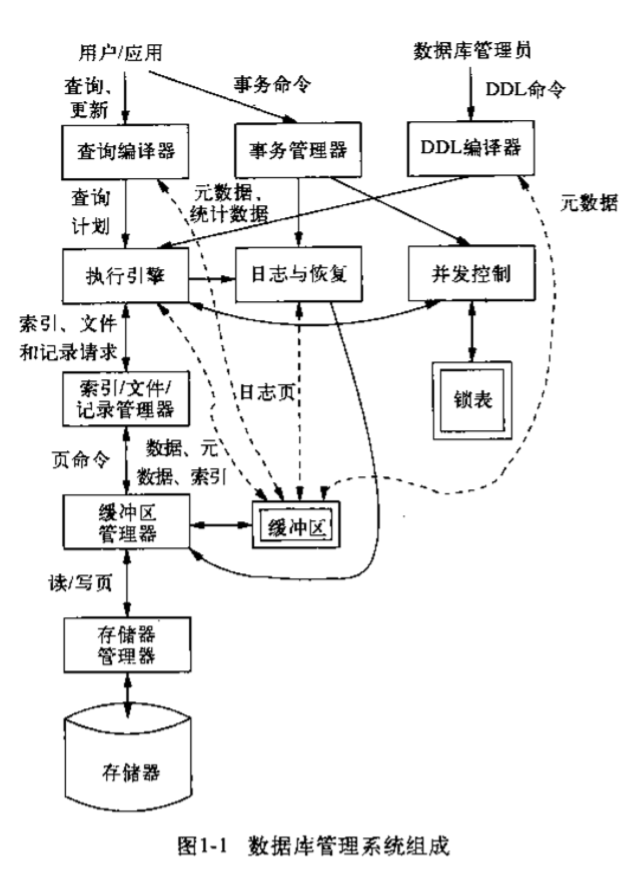 用户/应用
数据库管理员
查询、
更新
事务命令
DDL命令
查询编译器
事务管理器
DDL编译器
查询
计划
元数据、
统计数据
元数据
执行引擎
日志与恢复
并发控制
索引、文件
和记录请求
索引/文件/
记录管理器
日志页
锁表
页命令
数据、元
数据、索引
缓冲区
管理器
缓冲区
读/写页
存储器
管理器
存储器
图1-1 数据库管理系统组成